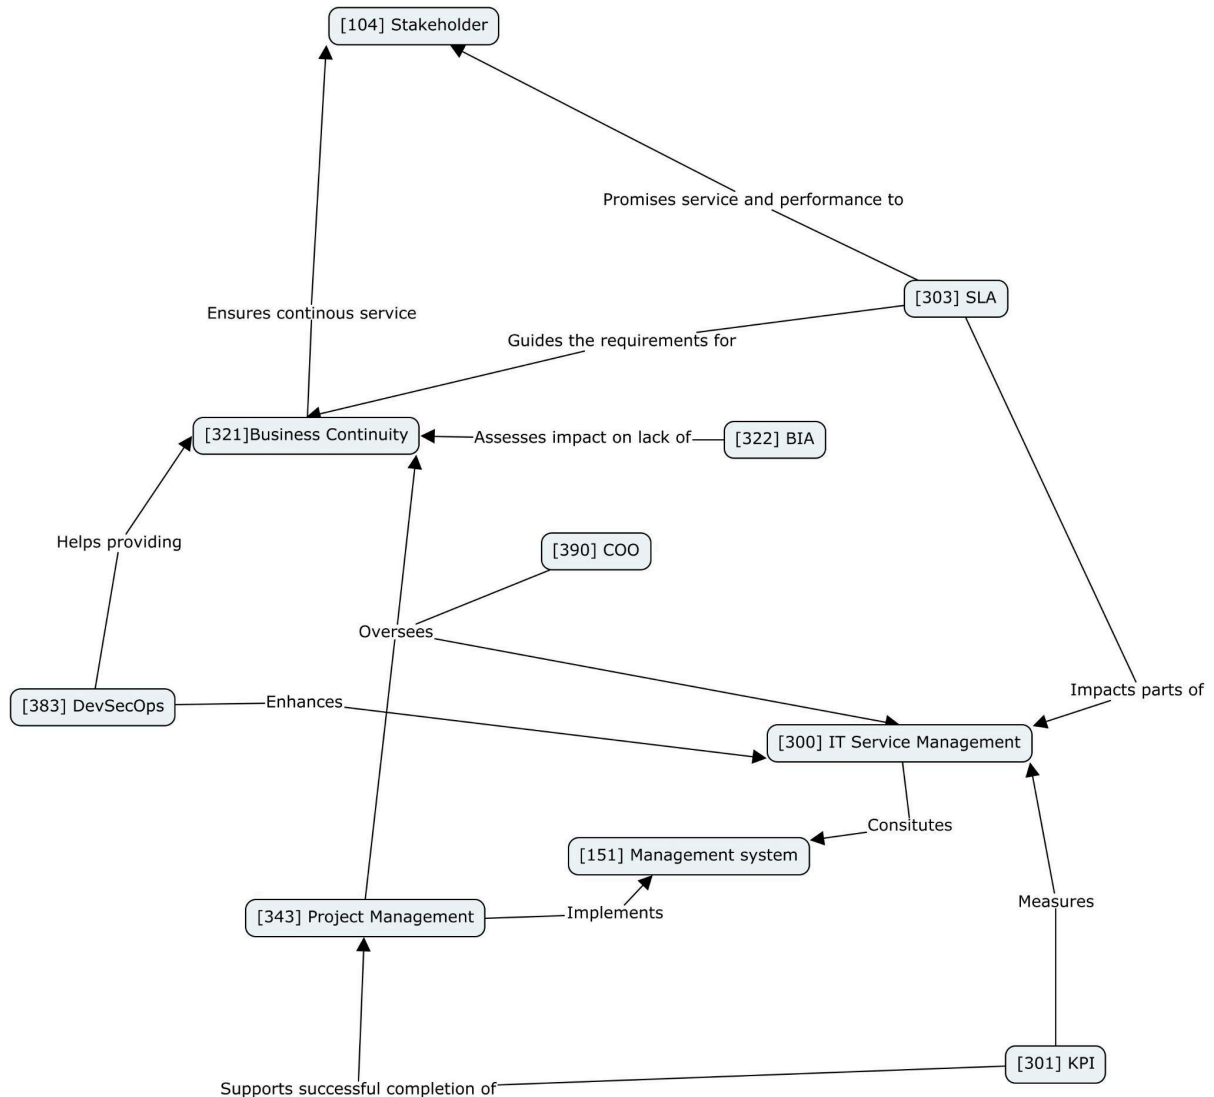 [104] Stakeholder
Promises service and performance to
[303] SLA
Ensures continous service
Guides the requirements for
[321]Business Continuity
Assesses impact on lack of
[322] BIA
Helps providing
[390] COO
Oversees
[383] DevSecOps
Enhances
Impacts parts of
[300] IT Service Management
Consitutes
[151] Management system
[343] Project Management
Implements
Measures
[301] KPI
Supports successful completion of